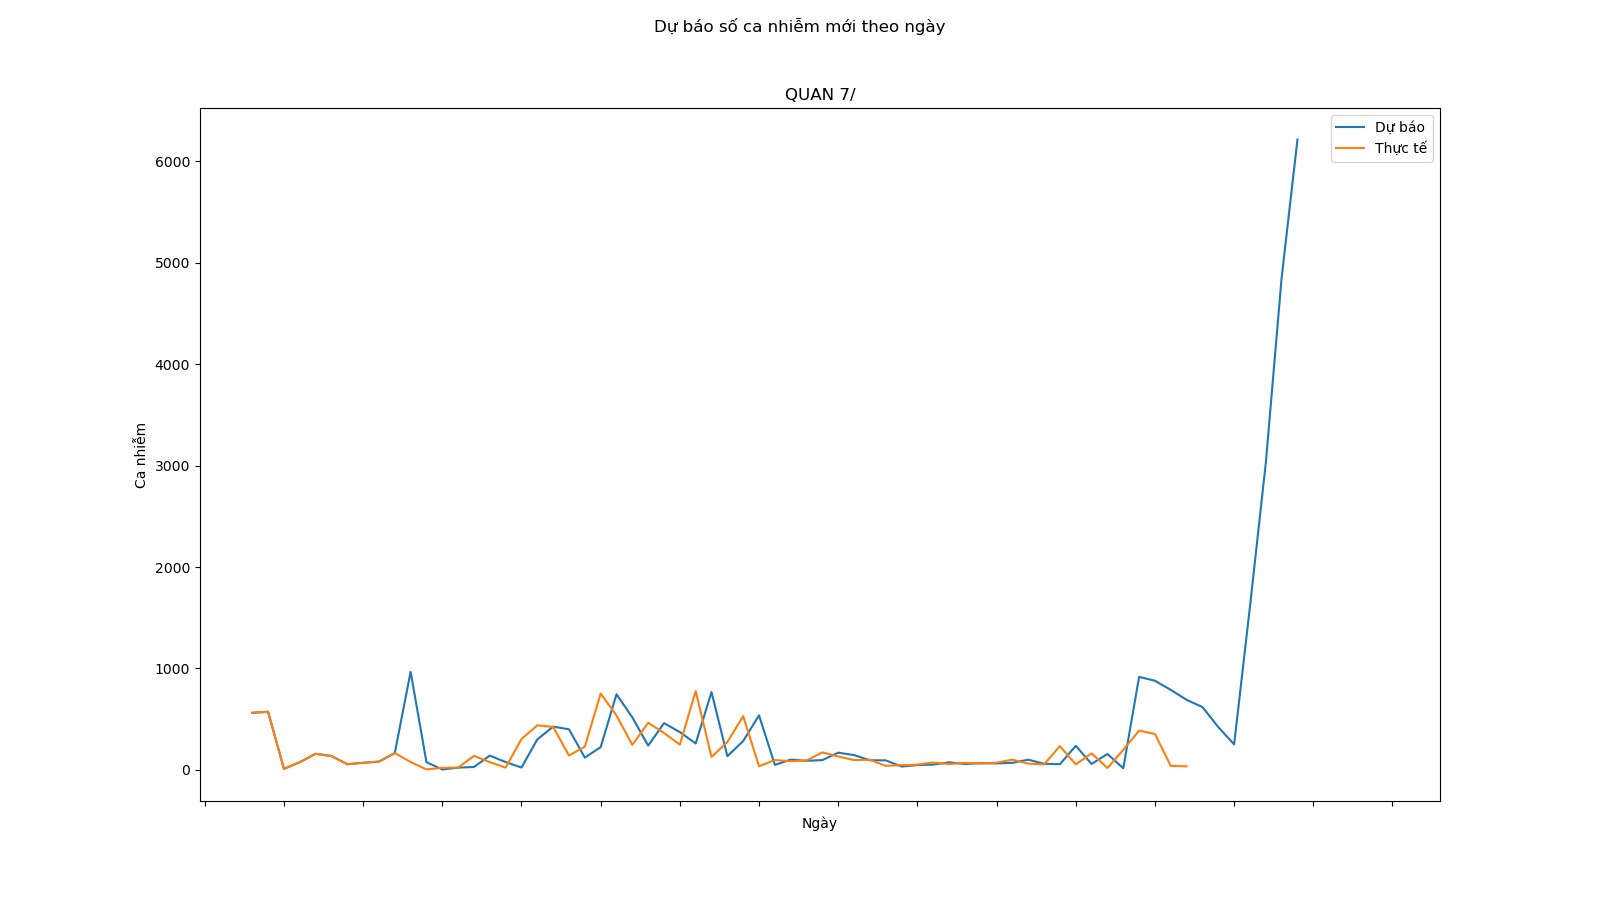 Dự báo số ca nhiễm mới theo ngày
QUAN 7/
Dự báo
Thực tế
6000
5000
4000
3000
2000
1000
0
Ca nhiễm
Ngày